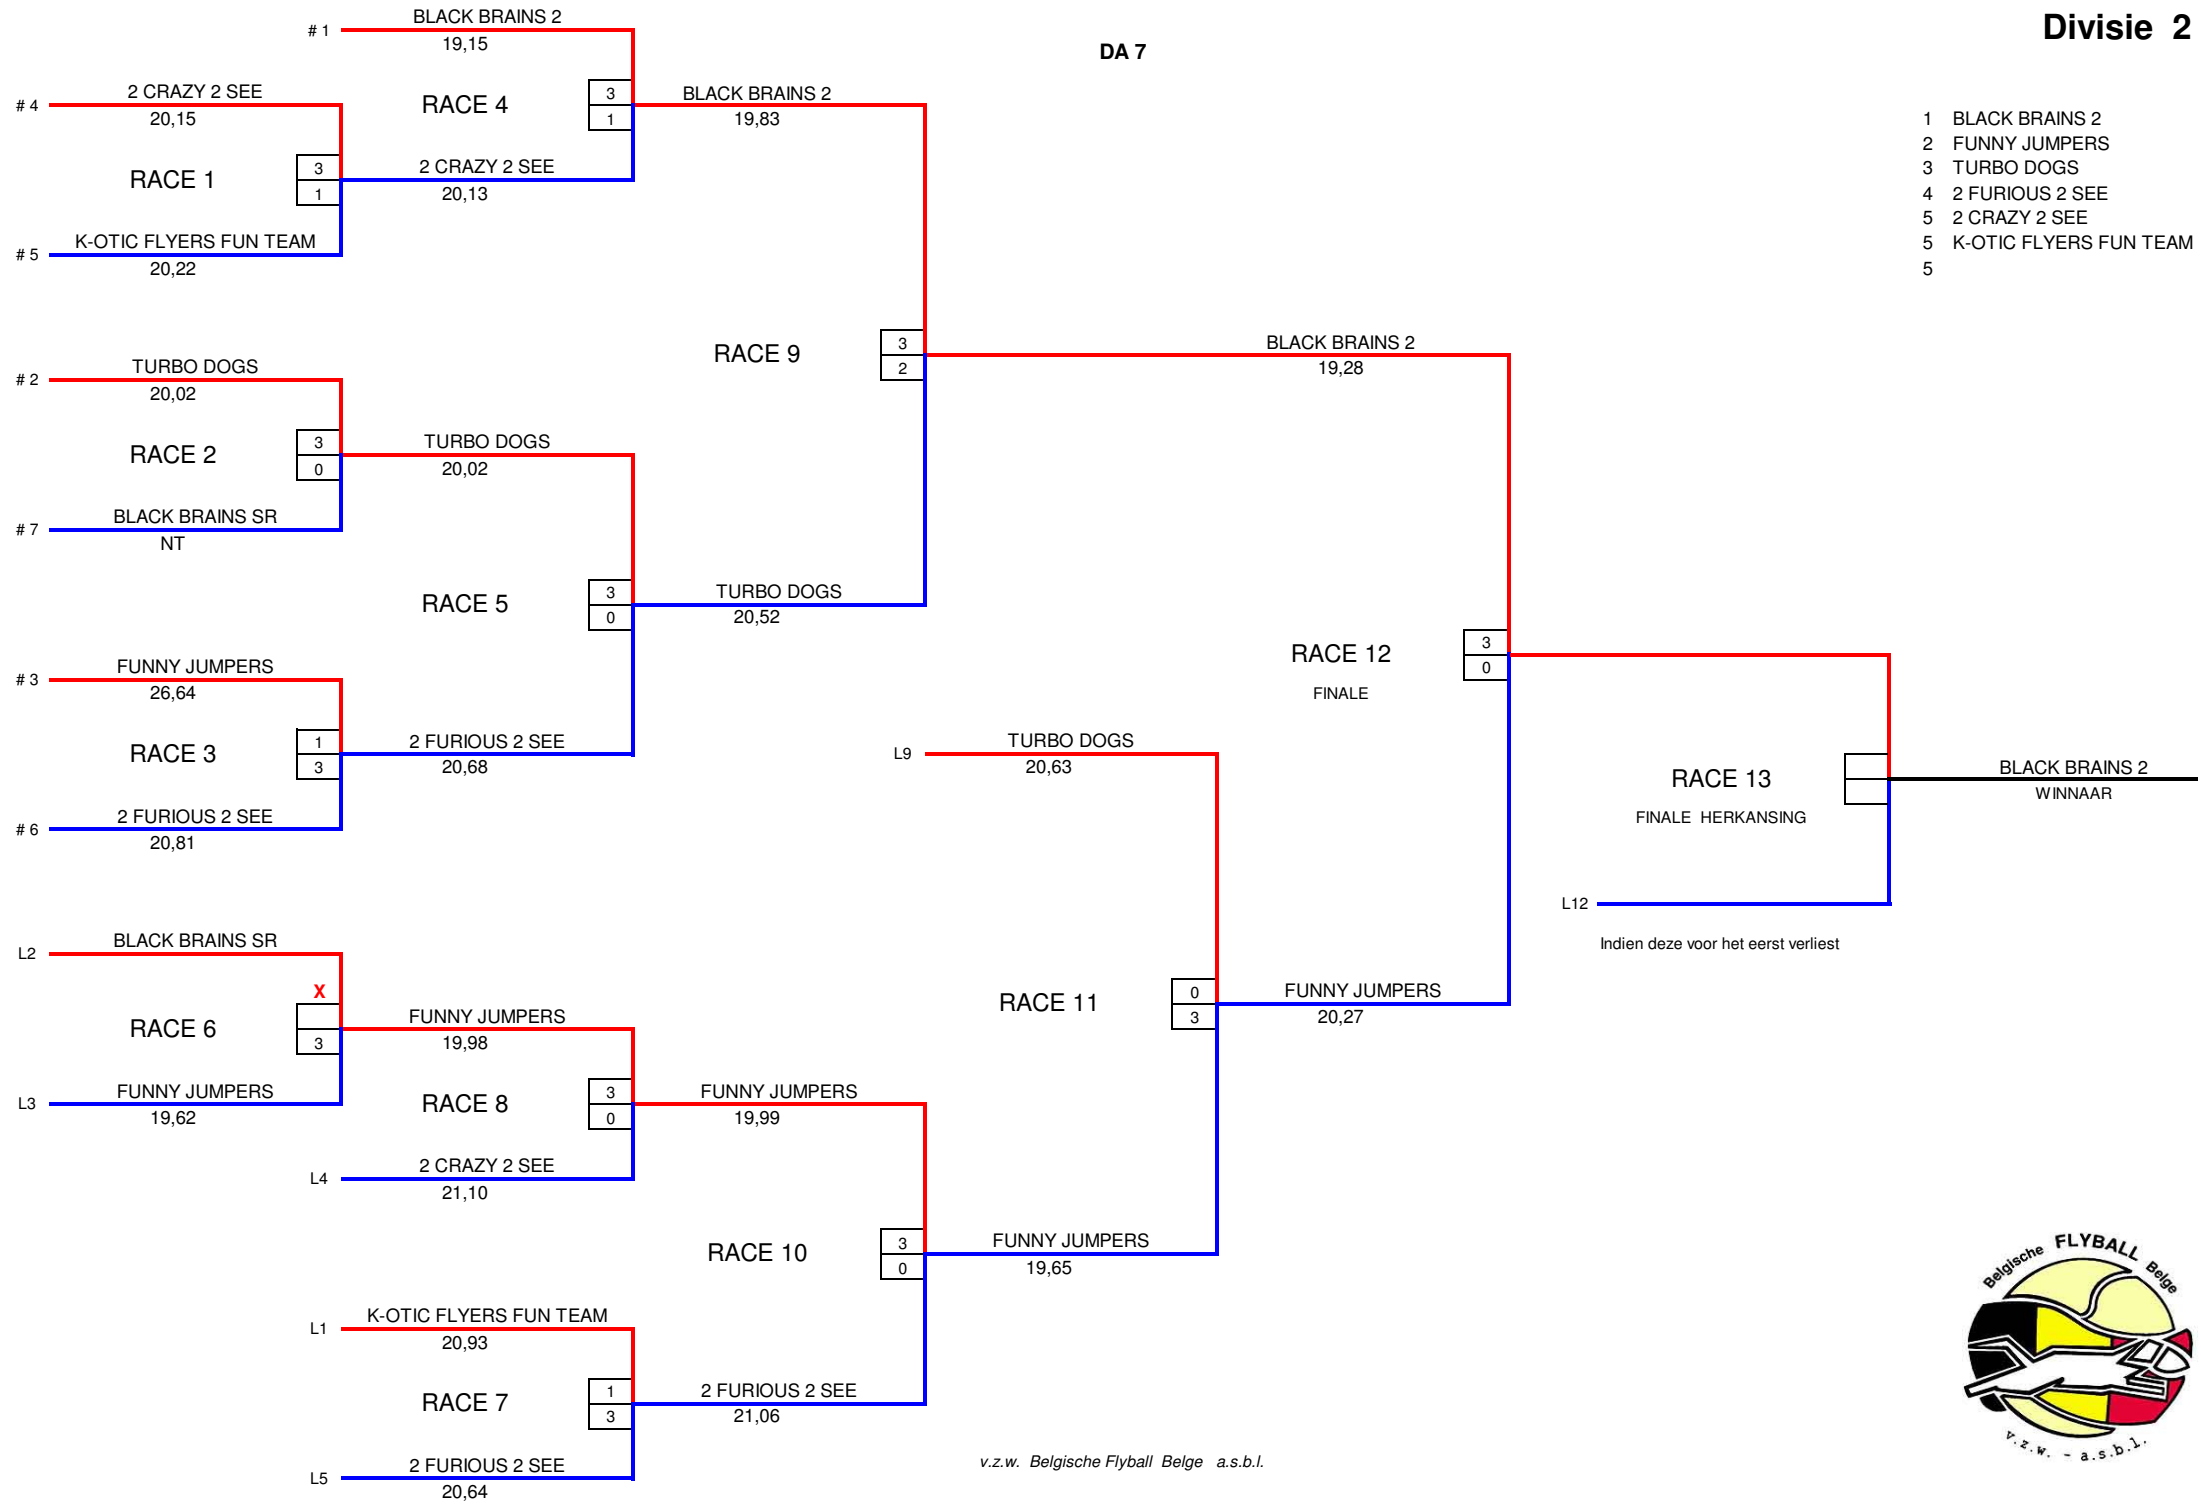 Divisie 2
DA 7
1 BLACK BRAINS 2
2 FUNNY JUMPERS
3 TURBO DOGS
4 2 FURIOUS 2 SEE
5 2 CRAZY 2 SEE
5 K-OTIC FLYERS FUN TEAM
5
# 1
BLACK BRAINS 2
19,15
# 4
2 CRAZY 2 SEE
20,15
RACE 1
3
1
# 5
K-OTIC FLYERS FUN TEAM
20,22
RACE 4
3
1
2 CRAZY 2 SEE
20,13
BLACK BRAINS 2
19,83
# 2
TURBO DOGS
20,02
RACE 2
3
0
# 7
BLACK BRAINS SR
NT
TURBO DOGS
20,02
RACE 5
3
0
# 3
FUNNY JUMPERS
26,64
RACE 3
1
3
# 6
2 FURIOUS 2 SEE
20,81
2 FURIOUS 2 SEE
20,68
TURBO DOGS
20,52
RACE 9
3
2
BLACK BRAINS 2
19,28
L2
BLACK BRAINS SR
X
RACE 6
3
L3
FUNNY JUMPERS
19,62
FUNNY JUMPERS
19,98
RACE 8
3
0
L4
2 CRAZY 2 SEE
21,10
FUNNY JUMPERS
19,99
RACE 10
3
0
L1
K-OTIC FLYERS FUN TEAM
20,93
RACE 7
1
3
L5
2 FURIOUS 2 SEE
20,64
2 FURIOUS 2 SEE
21,06
L9
TURBO DOGS
20,63
RACE 11
0
3
FUNNY JUMPERS
19,65
FUNNY JUMPERS
20,27
RACE 12
FINALE
3
0
RACE 13
FINALE HERKANSING
L12
Indien deze voor het eerst verliest
BLACK BRAINS 2
WINNAAR
v.z.w. Belgische Flyball Belge a.s.b.l.
Belgische FLYBALL Belge
v.z.w. - a.s.b.l.